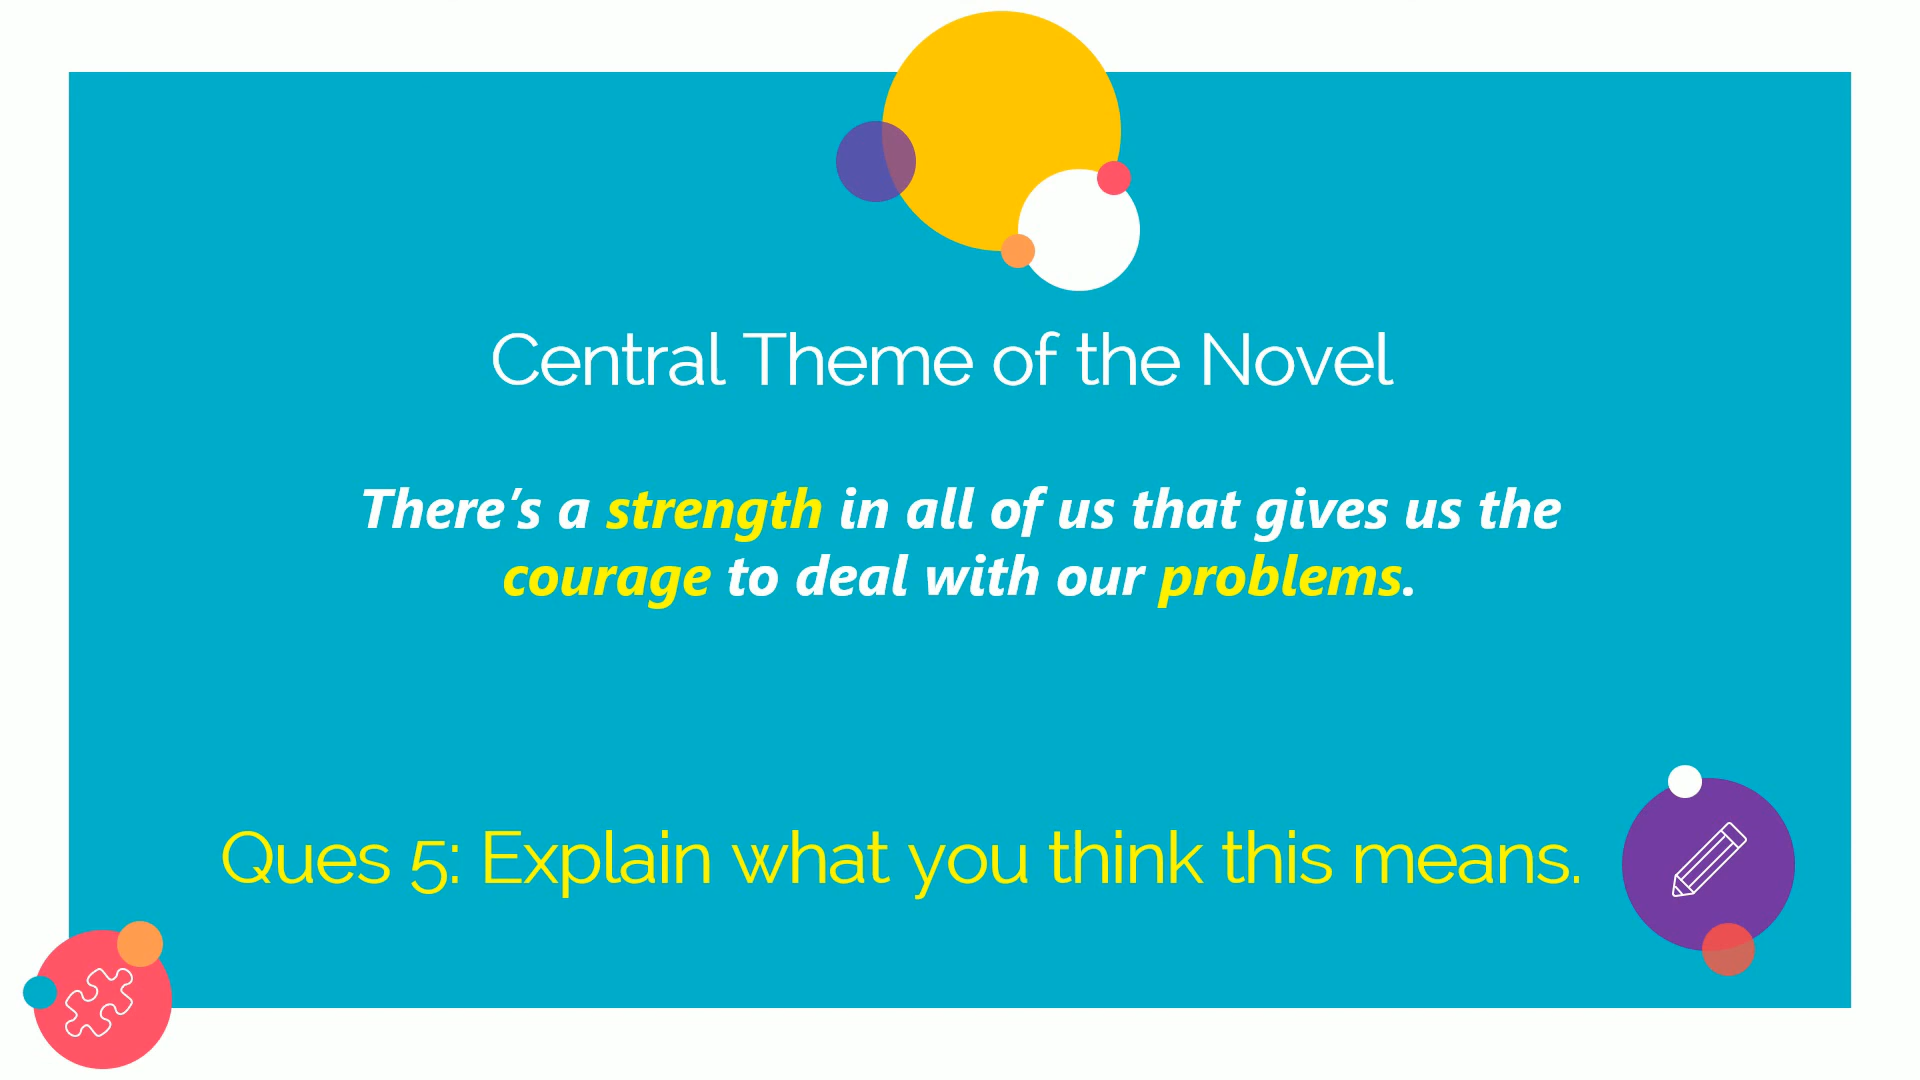 Central Theme of the Novel
There’s a strength in all of us that gives us the
courage to deal with our problems.
Ques 5: Explain what you think this means.